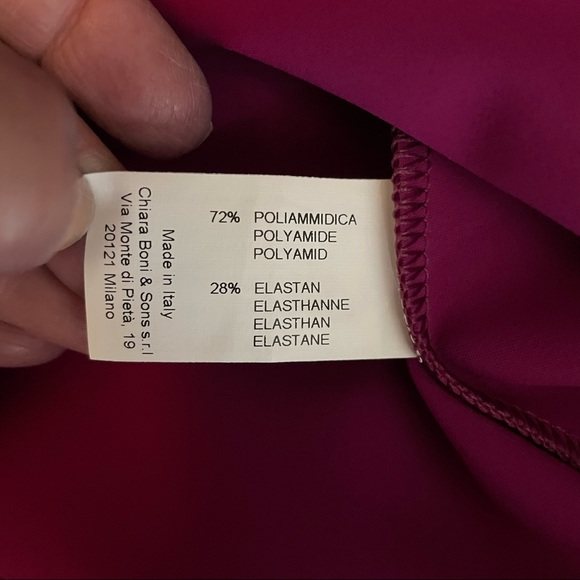 72% POLIAMMIDICA
POLYAMIDE
POLYAMID
28% ELASTAN
ELASTHANNE
ELASTHAN
ELASTANE
Made in Italy
Chiara Boni & Sons s.r.l
Via Monte di Pietà, 19
20121 Milano